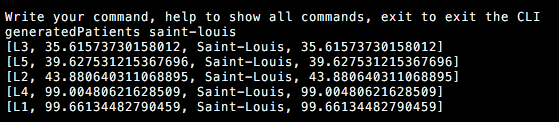 Write your command, help to show all commands, exit to exit the CLI
generatedPatients saint-louis
[L3, 35.61573730158012, Saint-Louis, 35.61573730158012]
[L5, 39.627531215367696, Saint-Louis, 39.627531215367696]
[L2, 43.880640311068895, Saint-Louis, 43.880640311068895]
[L4, 99.00480621628509, Saint-Louis, 99.00480621628509]
[L1, 99.66134482790459, Saint-Louis, 99.66134482790459]